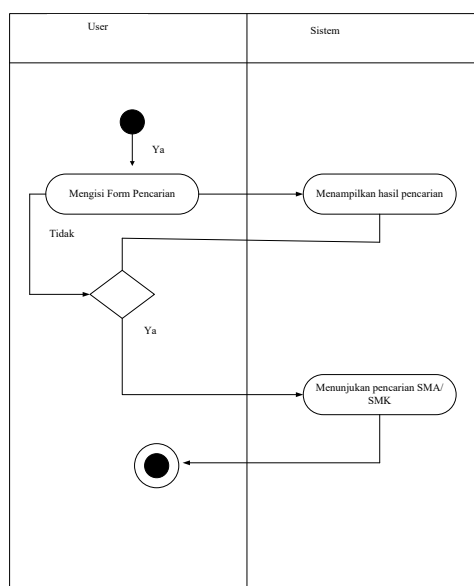 User
Sistem
Ya
Mengisi Form Pencarian
Menampilkan hasil pencarian
Tidak
Ya
Menunjukan pencarian SMA/
SMK